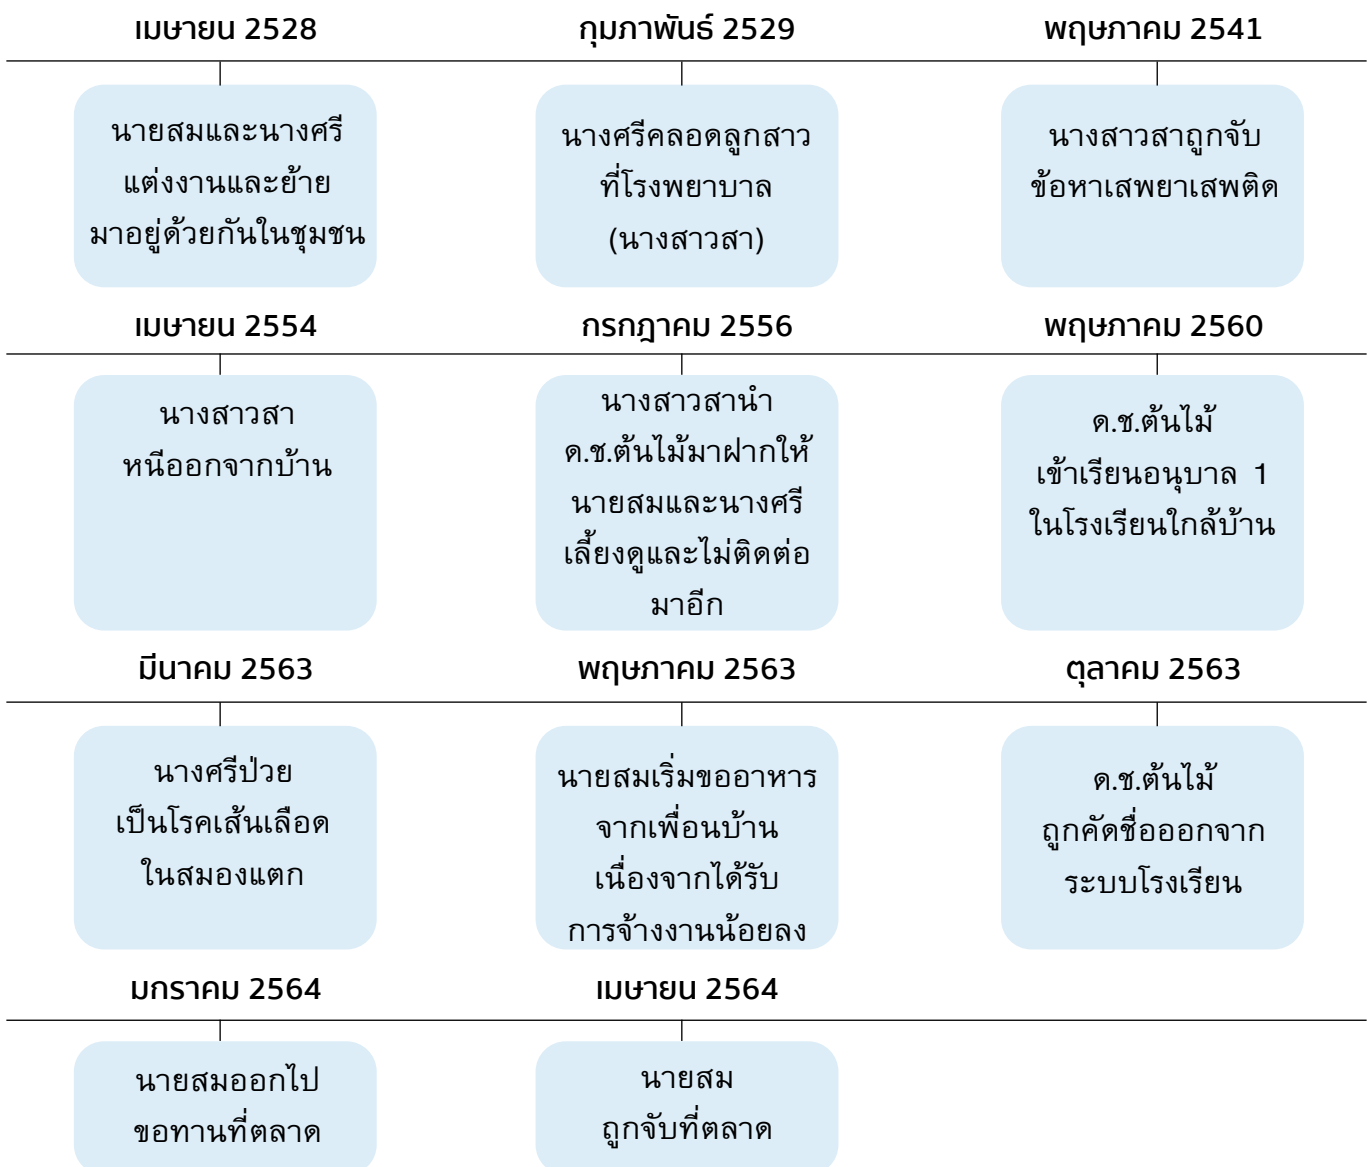 เมษายน 2528
กุมภาพันธ์ 2529
พฤษภาคม 2541
นายสมและนางศรี
แต่งงานและย้าย
มาอยู่ด้วยกันในชุมชน
นางศรีคลอดลูกสาว
ที่โรงพยาบาล
(นางสาวสา)
นางสาวสาถูกจับ
ข้อหาเสพยาเสพติด
เมษายน 2554
กรกฎาคม 2556
พฤษภาคม 2560
นางสาวสา
หนีออกจากบ้าน
นางสาวสานำ
ด.ช.ต้นไม้มาฝากให้
นายสมและนางศรี
เลี้ยงดูและไม่ติดต่อ
มาอีก
ด.ช.ต้นไม้
เข้าเรียนอนุบาล 1
ในโรงเรียนใกล้บ้าน
มีนาคม 2563
พฤษภาคม 2563
ตุลาคม 2563
นางศรีป่วย
เป็นโรคเส้นเลือด
ในสมองแตก
นายสมเริ่มขออาหาร
จากเพื่อนบ้าน
เนื่องจากได้รับ
การจ้างงานน้อยลง
ด.ช.ต้นไม้
ถูกคัดชื่อออกจาก
ระบบโรงเรียน
มกราคม 2564
เมษายน 2564
นายสมออกไป
ขอทานที่ตลาด
นายสม
ถูกจับที่ตลาด